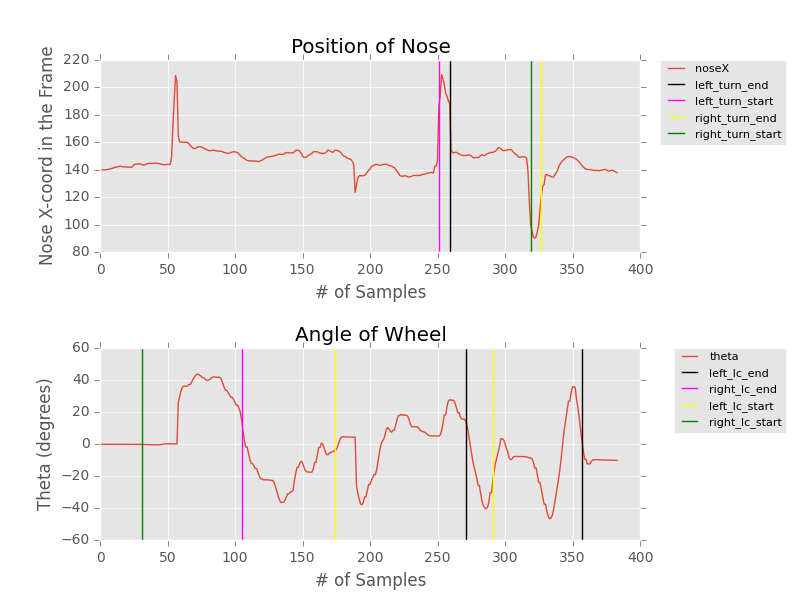 Position of Nose
220
200
180
160
140
120
100
80
Nose X-coord in the Frame
0 50 100 150 200 250 300 350 400
# of Samples
noseX
left_turn_end
left_turn_start
right_turn_end
right_turn_start
Angle of Wheel
60
40
20
0
−20
−40
−60
Theta (degrees)
0 50 100 150 200 250 300 350 400
# of Samples
theta
left_lc_end
right_lc_end
left_lc_start
right_lc_start